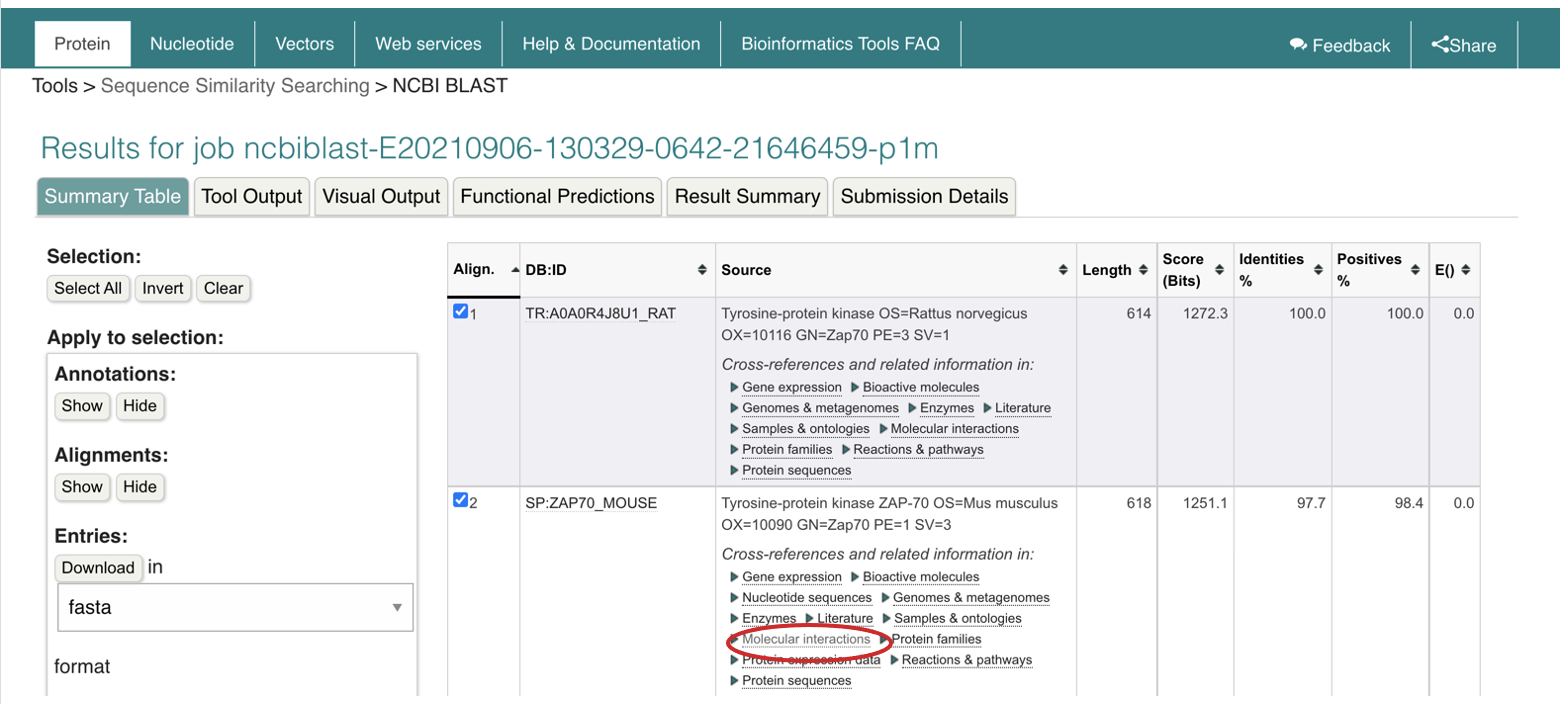 Protein Nucleotide Vectors Web services Help & Documentation Bioinformatics Tools FAQ Feedback Share
Tools > Sequence Similarity Searching > NCBI BLAST
Results for job ncbiblast-E20210906-130329-0642-21646459-p1m
Summary Table Tool Output Visual Output Functional Predictions Result Summary Submission Details
Selection:
Select All Invert Clear
Apply to selection:
Annotations:
Show Hide
Alignments:
Show Hide
Entries:
Download in
fasta
format
Align. DB:ID Source Length Score (Bits) Identities % Positives % E()
1 TR:A0A0R4J8U1_RAT Tyrosine-protein kinase OS=Rattus norvegicus 614 1272.3 100.0 100.0 0.0
OX=10116 GN=Zap70 PE=3 SV=1
Cross-references and related information in:
Gene expression Bioactive molecules
Genomes & metagenomes Enzymes Literature
Samples & ontologies Molecular interactions
Protein families Reactions & pathways
Protein sequences
2 SP:ZAP70_MOUSE Tyrosine-protein kinase ZAP-70 OS=Mus musculus 618 1251.1 97.7 98.4 0.0
OX=10090 GN=Zap70 PE=1 SV=3
Cross-references and related information in:
Gene expression Bioactive molecules
Nucleotide sequences Genomes & metagenomes
Enzymes Literature Samples & ontologies
Molecular interactions Protein families
Protein expression data Reactions & pathways
Protein sequences